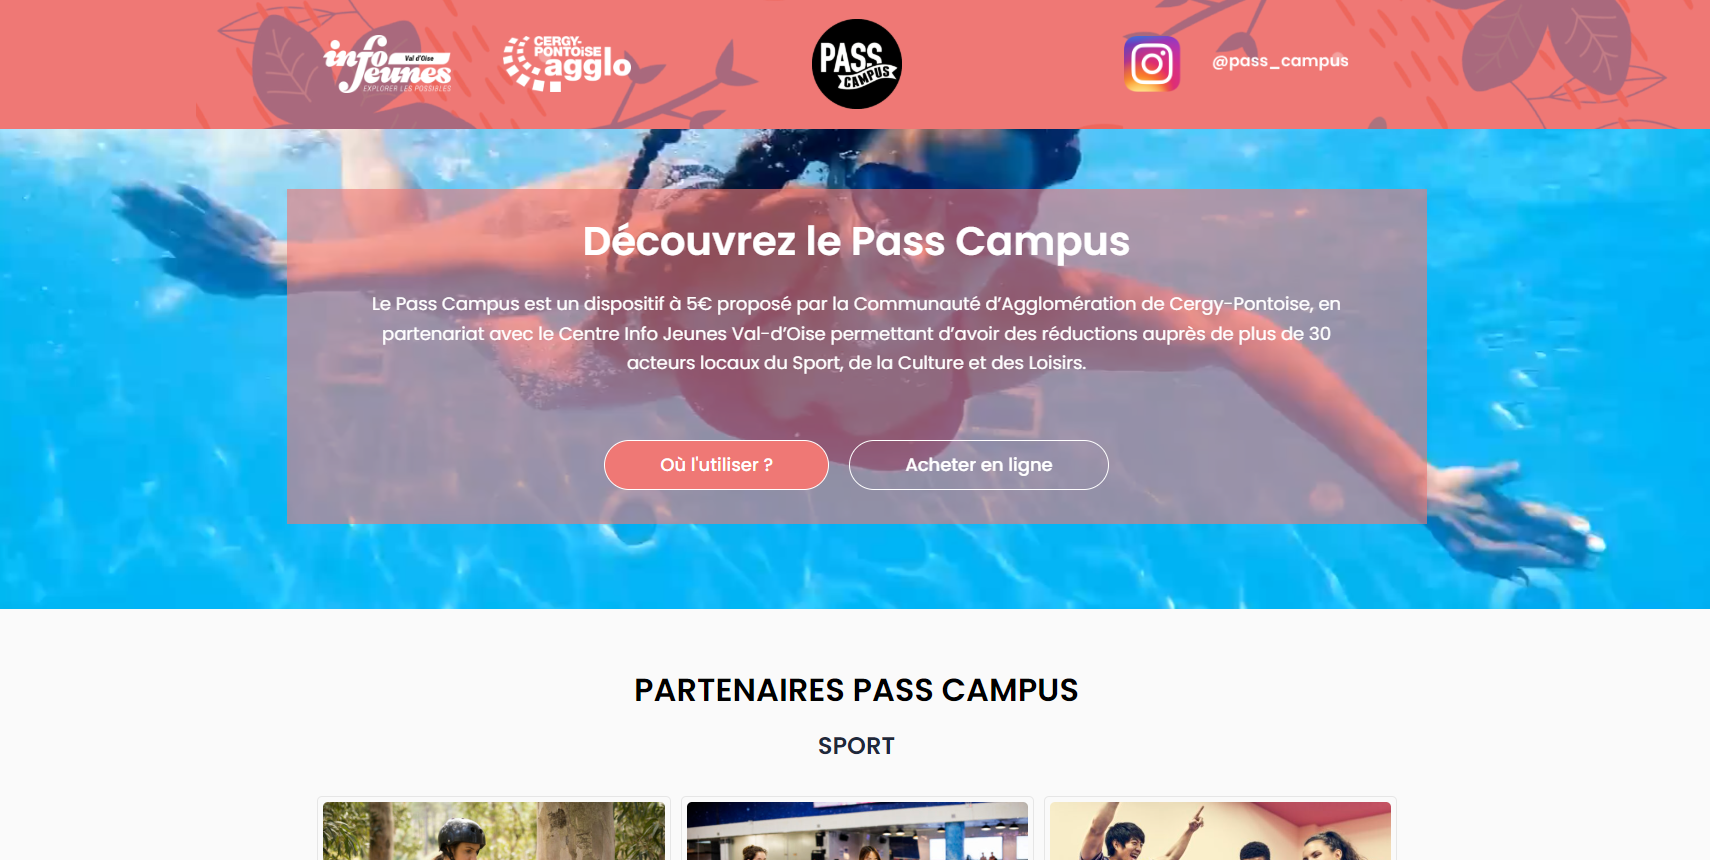 info
Val d'Oise
Jeunes
EXPLORER LES POSSIBLES
CERGY-
PONTOISE
agglo
PASS
CAMPUS
@pass_campus
Découvrez le Pass Campus
Le Pass Campus est un dispositif à 5€ proposé par la Communauté d’Agglomération de Cergy-Pontoise, en
partenariat avec le Centre Info Jeunes Val-d’Oise permettant d’avoir des réductions auprès de plus de 30
acteurs locaux du Sport, de la Culture et des Loisirs.
Où l'utiliser ?
Acheter en ligne
PARTENAIRES PASS CAMPUS
SPORT